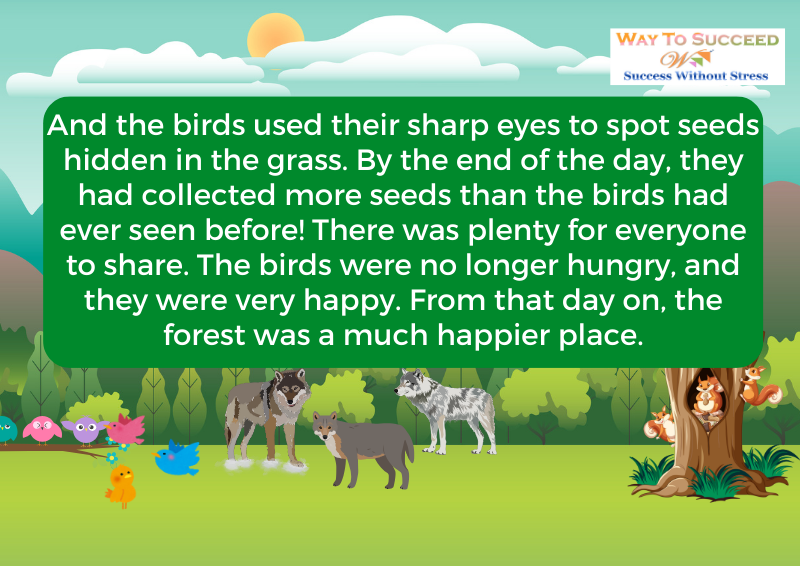 WAY TO SUCCEED
W
Success Without Stress
And the birds used their sharp eyes to spot seeds
hidden in the grass. By the end of the day, they
had collected more seeds than the birds had
ever seen before! There was plenty for everyone
to share. The birds were no longer hungry, and
they were very happy. From that day on, the
forest was a much happier place.